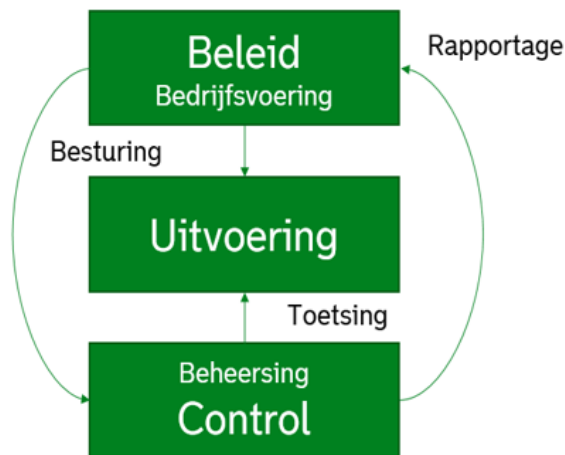 Beleid
Bedrijfsvoering
Rapportage
Besturing
Uitvoering
Toetsing
Beheersing
Control